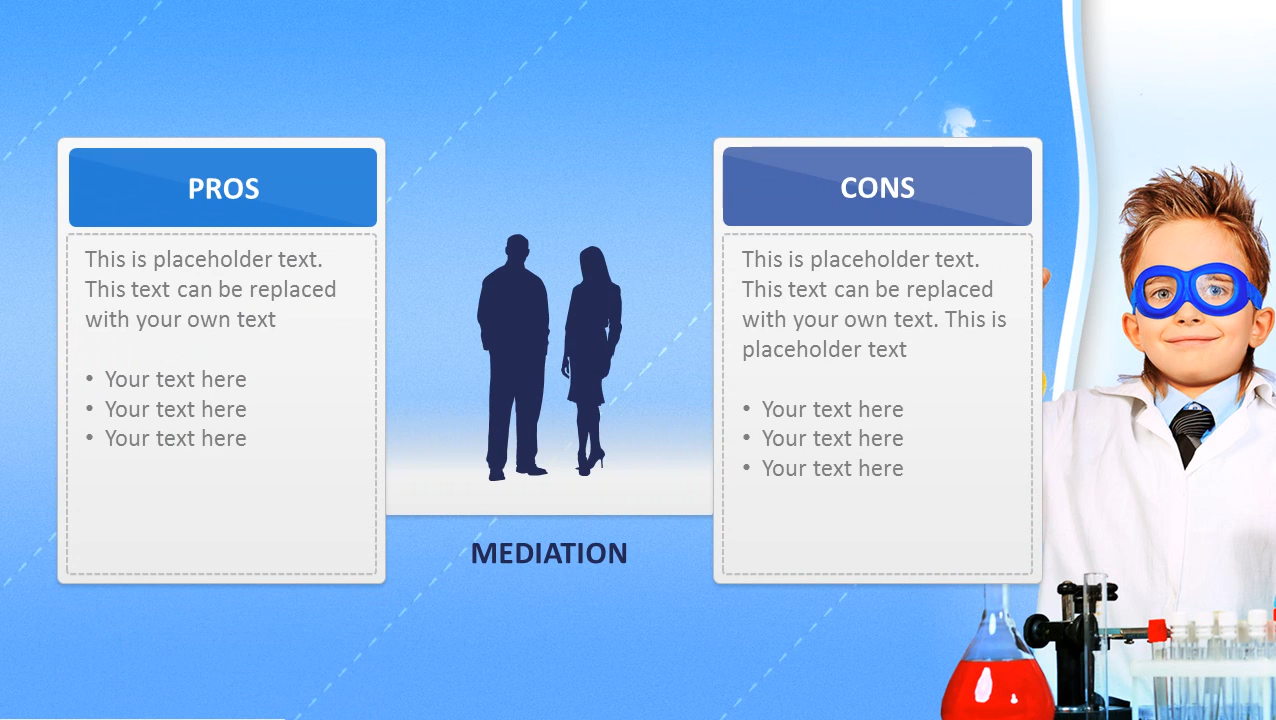 PROS
This is placeholder text.
This text can be replaced
with your own text
• Your text here
• Your text here
• Your text here
MEDIATION
CONS
This is placeholder text.
This text can be replaced
with your own text. This is
placeholder text
• Your text here
• Your text here
• Your text here